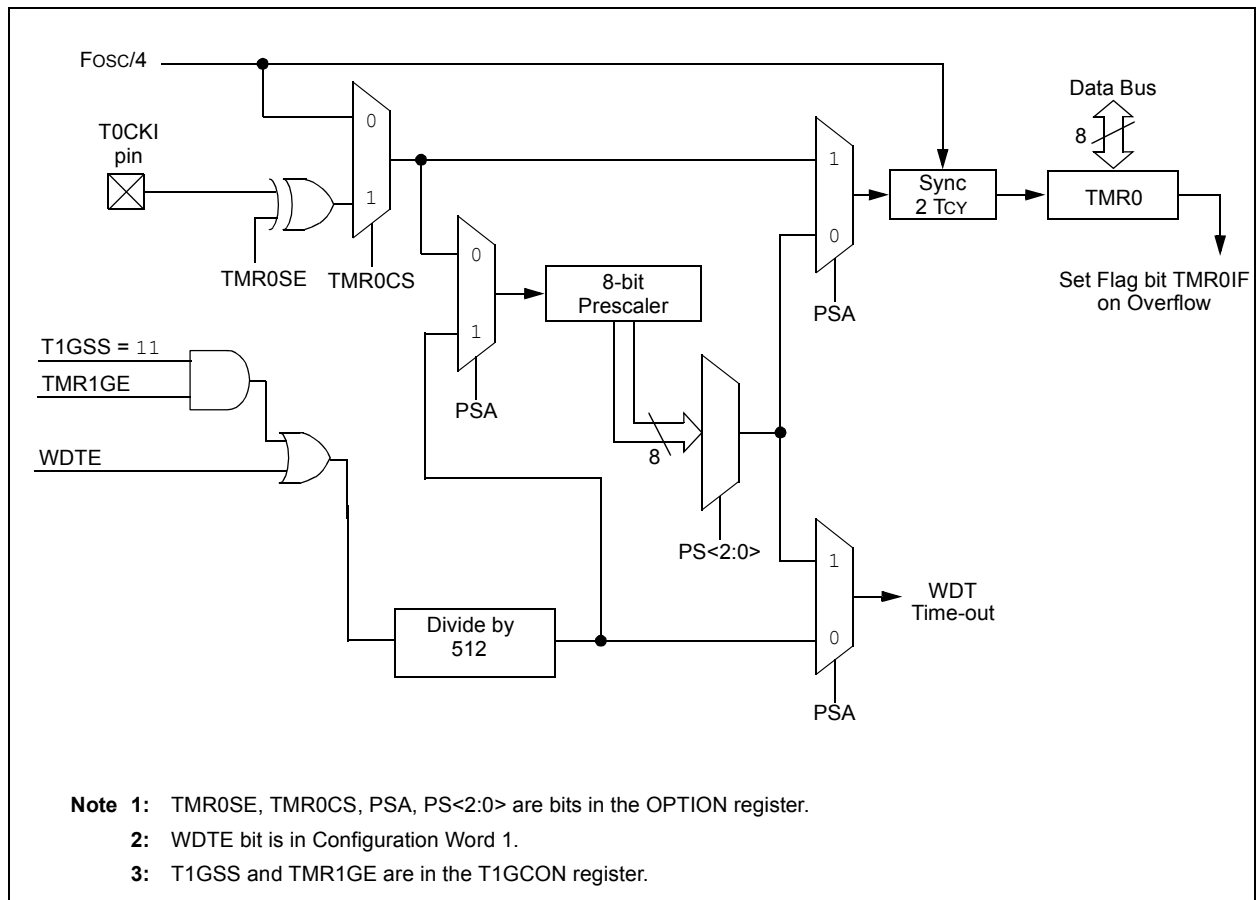 FOSC/4
Data Bus
8
T0CKI
pin
0
1
TMR0SE
TMR0CS
0
1
PSA
8-bit
Prescaler
8
PS<2:0>
1
0
PSA
Sync
2 TCY
TMR0
Set Flag bit TMR0IF
on Overflow
T1GSS = 11
TMR1GE
WDTE
Divide by
512
1
0
PSA
WDT
Time-out
Note 1: TMR0SE, TMR0CS, PSA, PS<2:0> are bits in the OPTION register.
2: WDTE bit is in Configuration Word 1.
3: T1GSS and TMR1GE are in the T1GCON register.